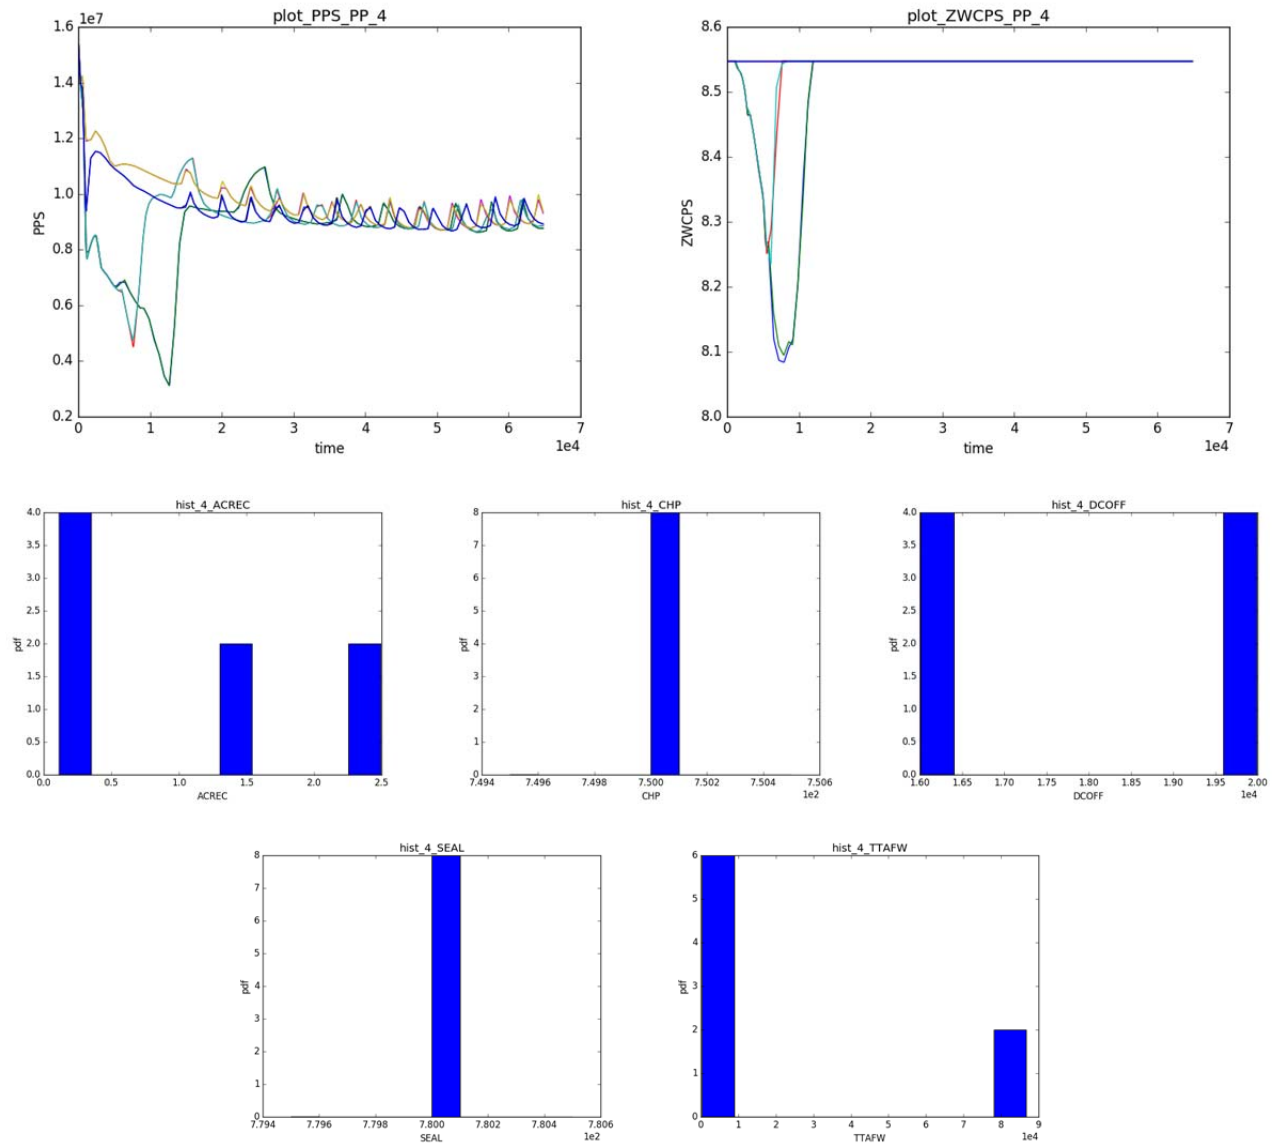 plot_PPS_PP_4
1e7
1.6
1.4
1.2
1.0
0.8
0.6
0.4
0.2
PPS
0 1 2 3 4 5 6 7
time
1e4
plot_ZWCPS_PP_4
8.6
8.5
8.4
8.3
8.2
8.1
8.0
ZWCPS
0 1 2 3 4 5 6 7
time
1e4
hist_4_ACREC
4.0
3.5
3.0
2.5
2.0
1.5
1.0
0.5
0.0
pdf
0.0 0.5 1.0 1.5 2.0 2.5
ACREC
hist_4_CHP
8
7
6
5
4
3
2
1
0
pdf
7.494 7.496 7.498 7.500 7.502 7.504 7.506
1e2
CHP
hist_4_DCOFF
4.0
3.5
3.0
2.5
2.0
1.5
1.0
0.5
0.0
pdf
1.60 1.65 1.70 1.75 1.80 1.85 1.90 1.95 2.00
1e4
DCOFF
hist_4_SEAL
8
7
6
5
4
3
2
1
0
pdf
7.794 7.796 7.798 7.800 7.802 7.804 7.806
1e2
SEAL
hist_4_TTAFW
6
5
4
3
2
1
0
pdf
0 1 2 3 4 5 6 7 8 9
1e4
TTAFW